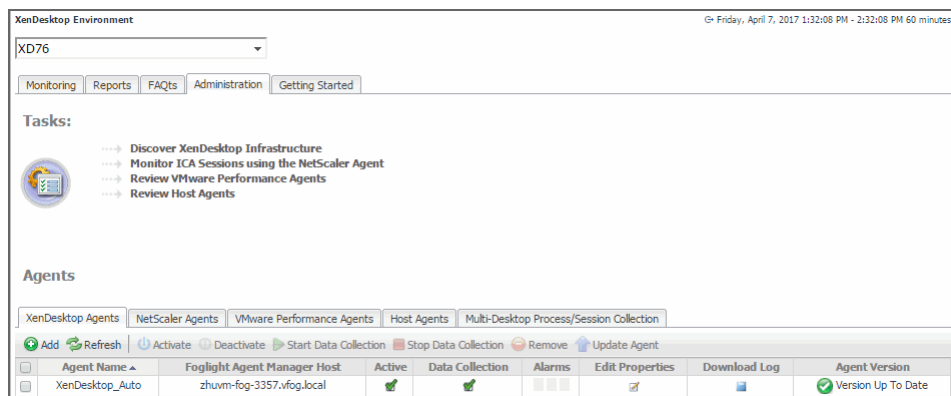 XenDesktop Environment
Friday, April 7, 2017 1:32:08 PM - 2:32:08 PM 60 minutes
XD76
Monitoring Reports FAQts Administration Getting Started
Tasks:
Discover XenDesktop Infrastructure
Monitor ICA Sessions using the NetScaler Agent
Review VMware Performance Agents
Review Host Agents
Agents
XenDesktop Agents NetScaler Agents VMware Performance Agents Host Agents Multi-Desktop Process/Session Collection
Add Refresh Activate Deactivate Start Data Collection Stop Data Collection Remove Update Agent
Agent Name Foglight Agent Manager Host Active Data Collection Alarms Edit Properties Download Log Agent Version
XenDesktop_Auto zhuvm-fog-3357.vfog.local Version Up To Date